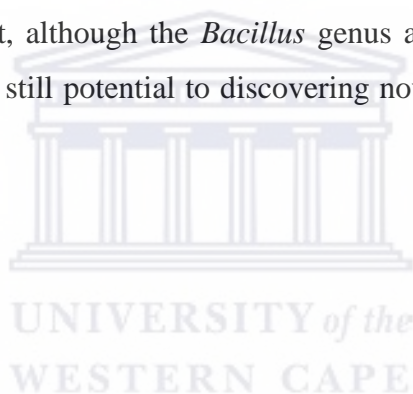 t, although the Bacillus genus a
still potential to discovering no
UNIVERSITY of the
WESTERN CAPE